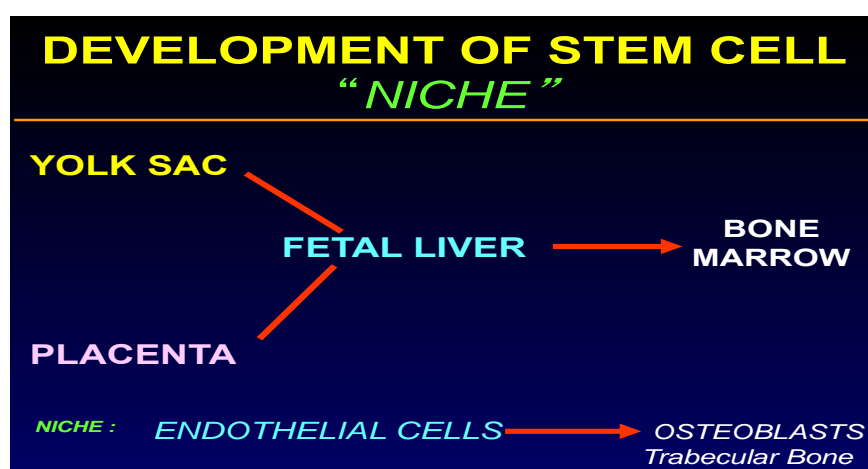 DEVELOPMENT OF STEM CELL
“NICHE”
YOLK SAC
FETAL LIVER
BONE
MARROW
PLACENTA
NICHE :
ENDOTHELIAL CELLS
OSTEOBLASTS
Trabecular Bone